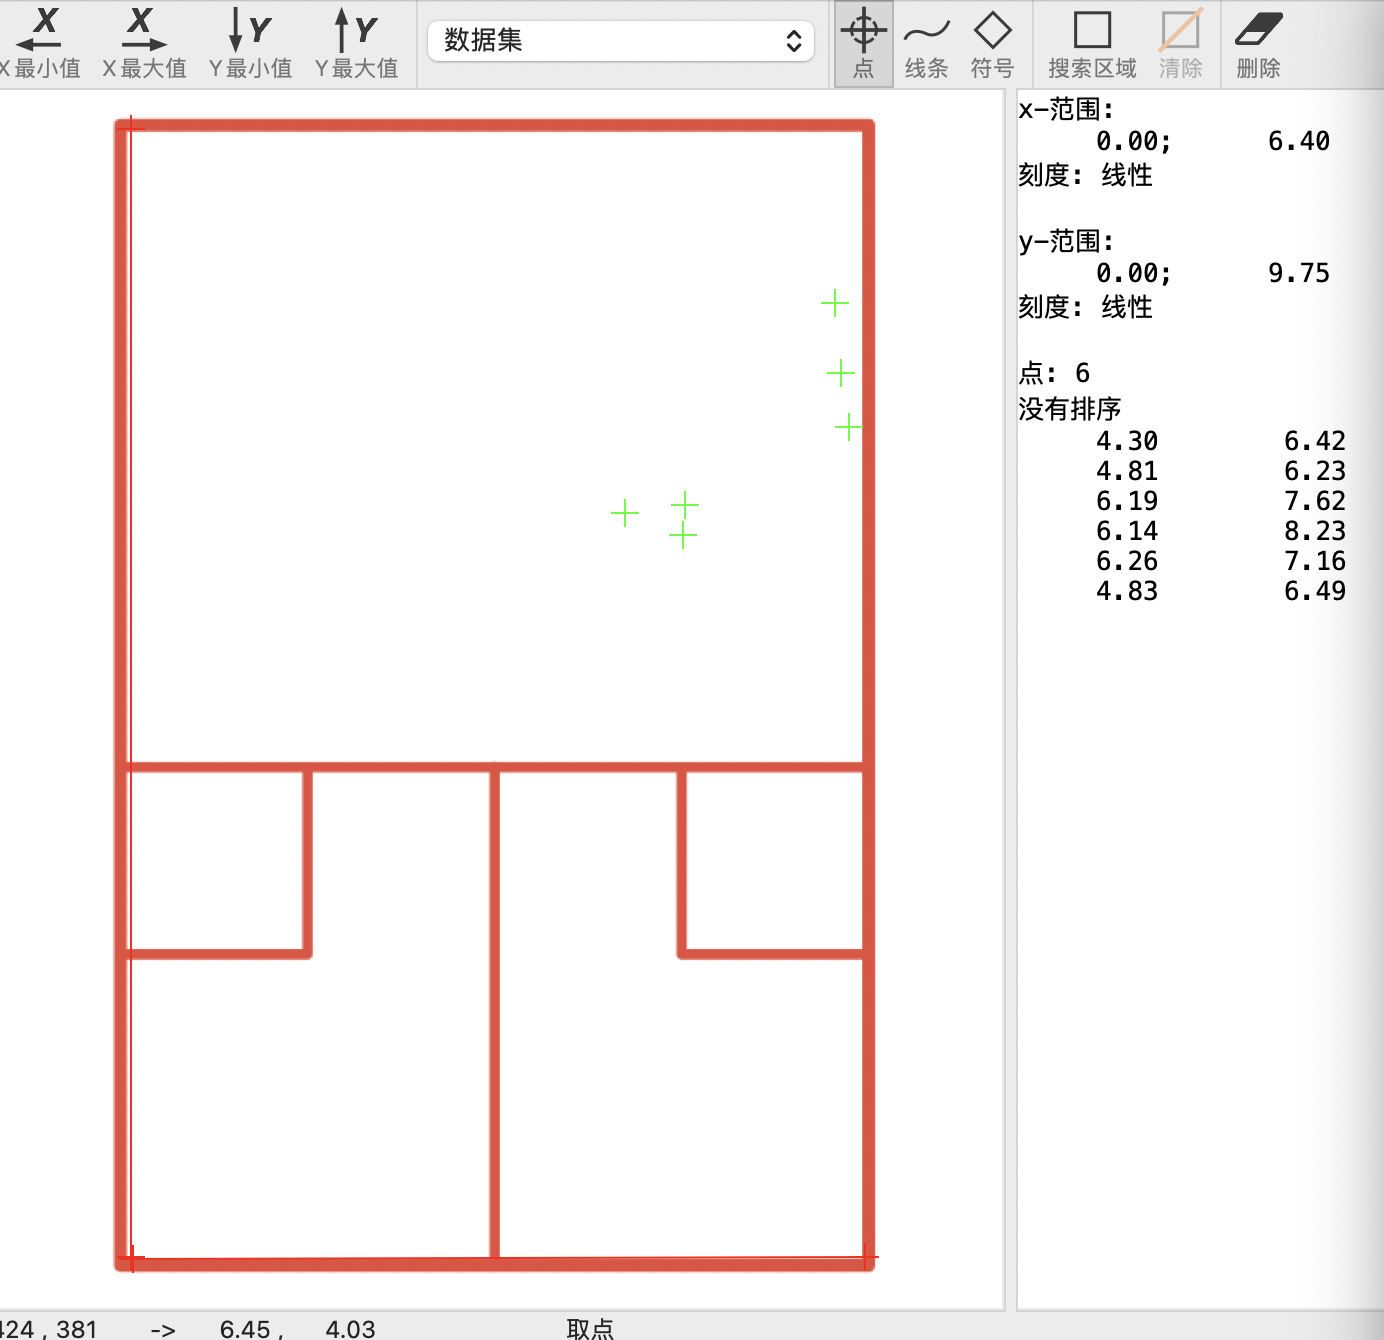 X X Y Y 数据集
X最小值 X最大值 Y最小值 Y最大值 点 线条 符号 搜索区域 清除 删除
x-范围:
0.00; 6.40
刻度: 线性
y-范围:
0.00; 9.75
刻度: 线性
点: 6
没有排序
4.30 6.42
4.81 6.23
6.19 7.62
6.14 8.23
6.26 7.16
4.83 6.49
424 , 381 -> 6.45 , 4.03 取点